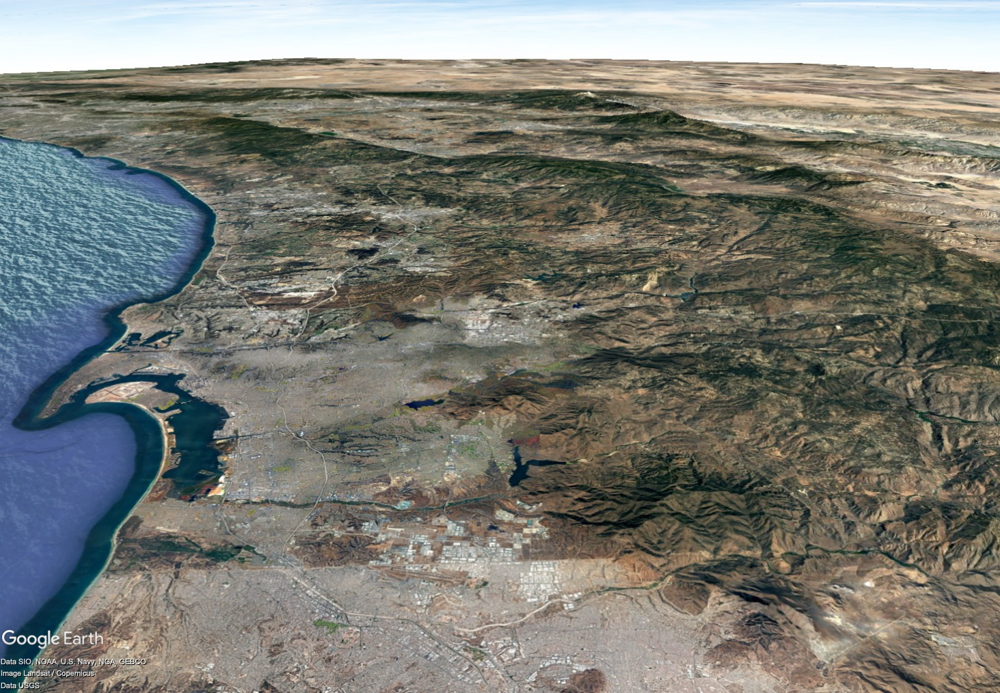 Google Earth
Data SIO, NOAA, U.S. Navy, NGA, GEBCO
Image Landsat / Copernicus
Data USGS